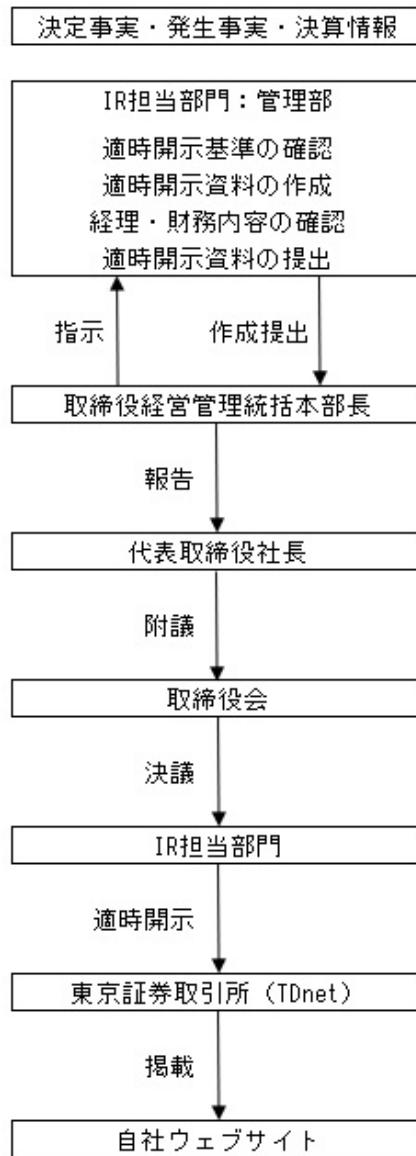 決定事実・発生事実・決算情報
IR担当部門：管理部
適時開示基準の確認
適時開示資料の作成
経理・財務内容の確認
適時開示資料の提出
指示
作成提出
取締役経営管理統括本部長
報告
代表取締役社長
附議
取締役会
決議
IR担当部門
適時開示
東京証券取引所（TDnet）
掲載
自社ウェブサイト